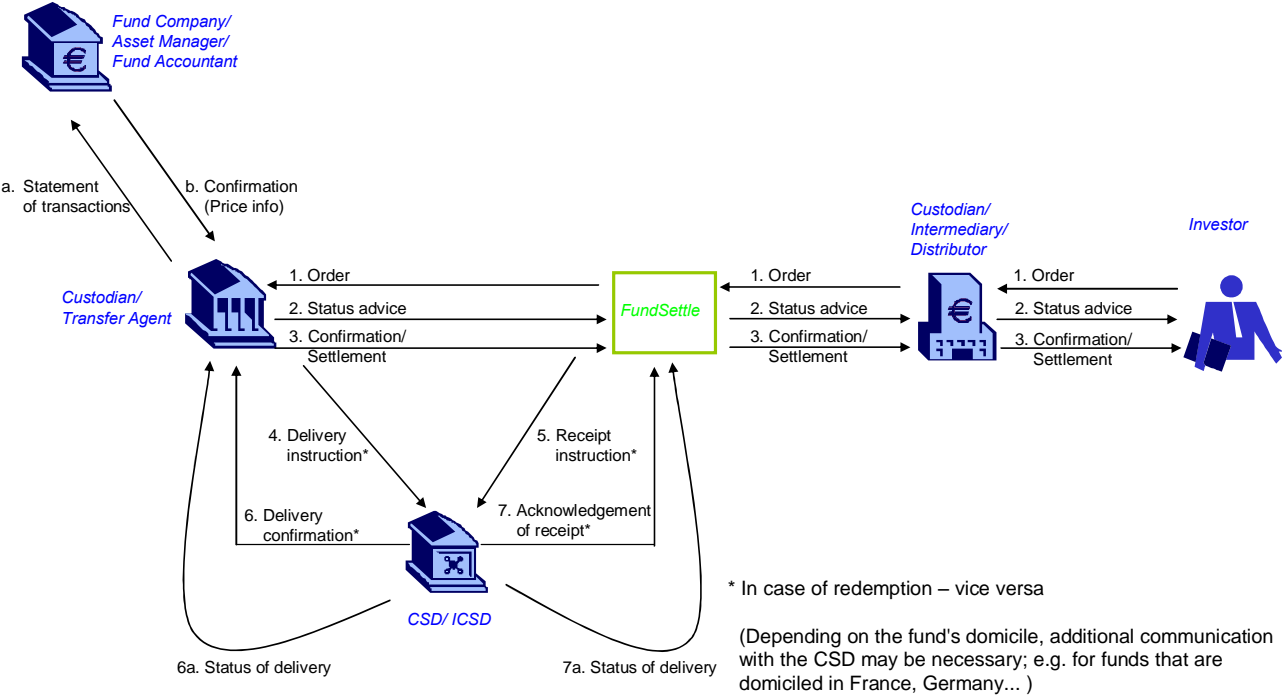 Fund Company/
Asset Manager/
Fund Accountant
a. Statement
of transactions
b. Confirmation
(Price info)
Custodian/
Intermediary/
Distributor
Investor
Custodian/
Transfer Agent
1. Order
2. Status advice
3. Confirmation/
Settlement
FundSettle
1. Order
2. Status advice
3. Confirmation/
Settlement
1. Order
2. Status advice
3. Confirmation/
Settlement
4. Delivery
instruction*
5. Receipt
instruction*
6. Delivery
confirmation*
7. Acknowledgement
of receipt*
CSD/ ICSD
6a. Status of delivery
7a. Status of delivery
* In case of redemption – vice versa
(Depending on the fund's domicile, additional communication
with the CSD may be necessary; e.g. for funds that are
domiciled in France, Germany... )